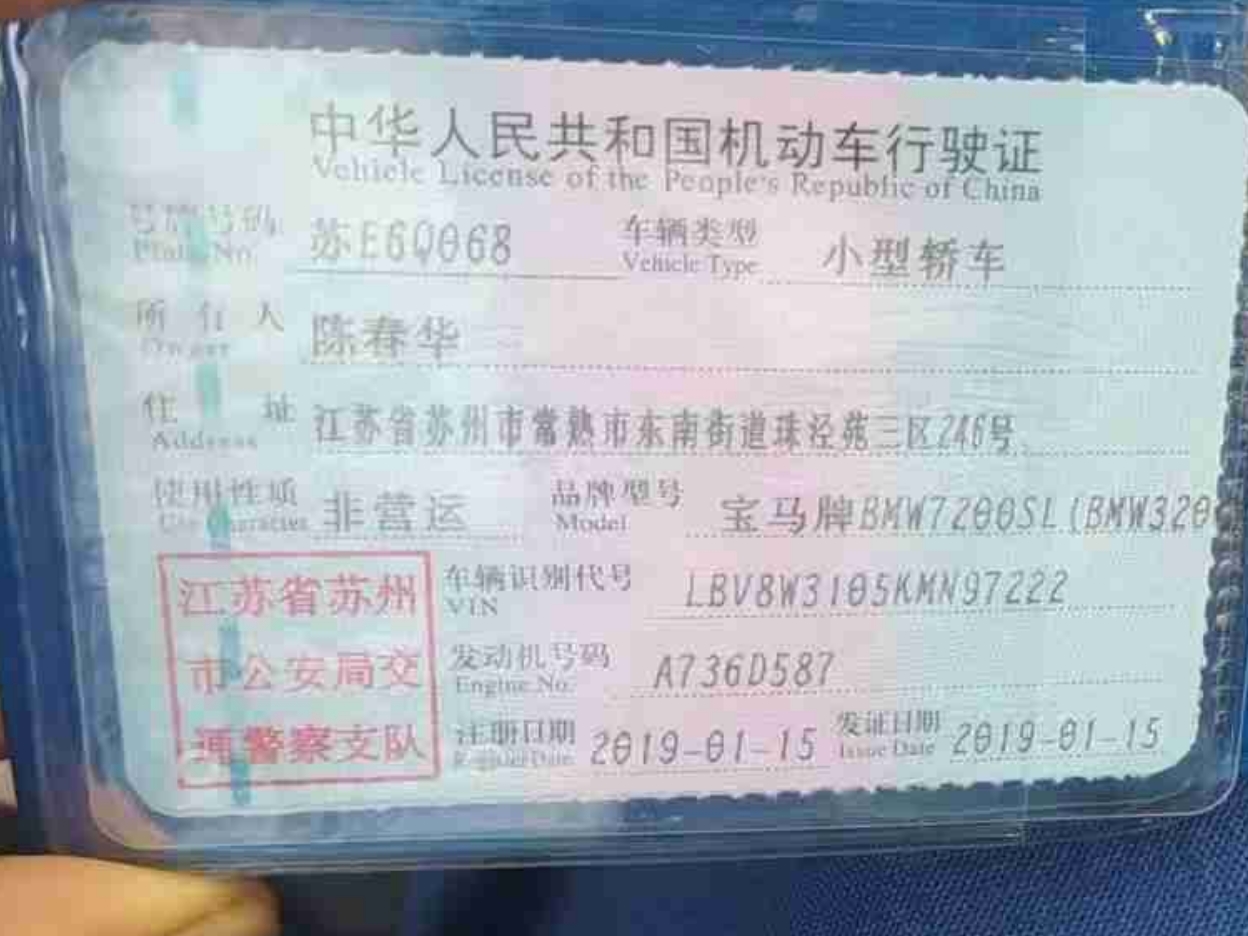 中华人民共和国机动车行驶证
Vehicle License of the People's Republic of China
号牌号码 苏E6Q068 车辆类型 小型轿车
Plate No. Vehicle Type
所有人 陈春华
Owner
住址 江苏省苏州市常熟市东南街道珠泾苑三区246号
Address
使用性质 非营运 品牌型号 宝马牌BMW7200SL(BMW320
Use Character Model
江苏省苏州 车辆识别代号 LBV8W3105KMN97222
VIN
市公安局交 发动机号码 A736D587
Engine No.
通警察支队 注册日期 2019-01-15 发证日期 2019-01-15
Register Date Issue Date